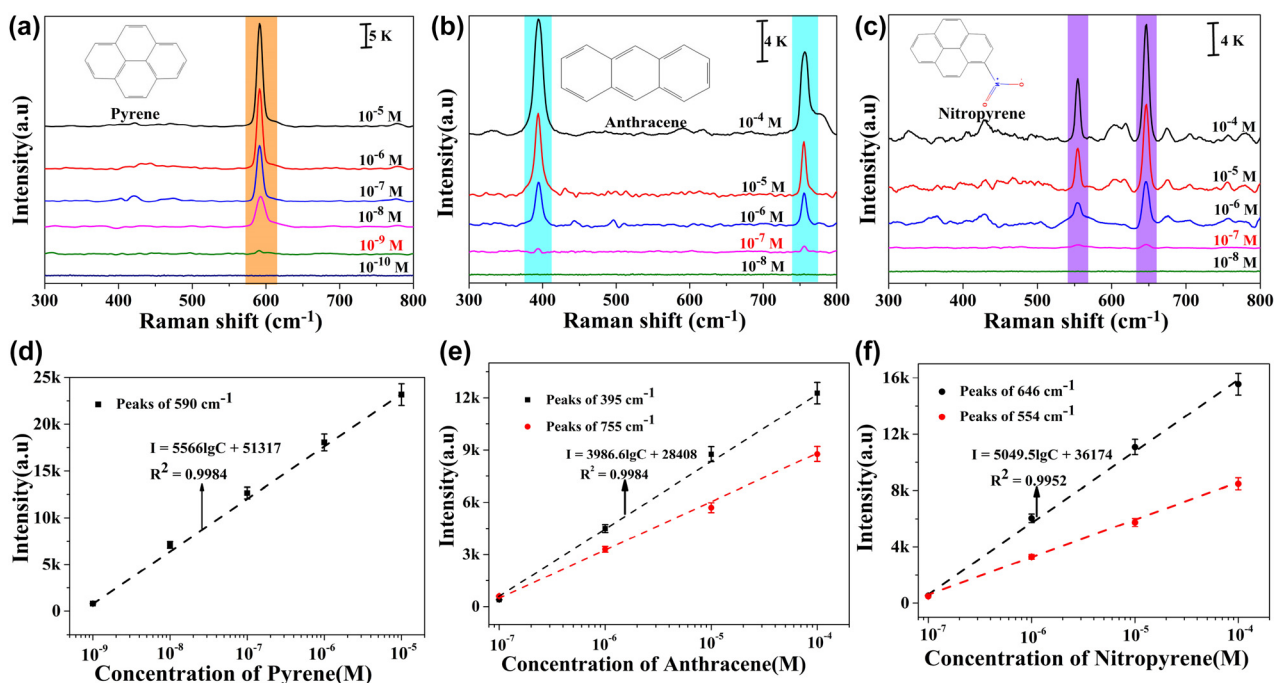 (a)
5 K
Pyrene
10⁻⁵ M
10⁻⁶ M
10⁻⁷ M
10⁻⁸ M
10⁻⁹ M
10⁻¹⁰ M
Intensity(a.u)
300 400 500 600 700 800
Raman shift (cm⁻¹)
(b)
4 K
Anthracene
10⁻⁴ M
10⁻⁵ M
10⁻⁶ M
10⁻⁷ M
10⁻⁸ M
Intensity(a.u)
300 400 500 600 700 800
Raman shift (cm⁻¹)
(c)
4 K
Nitropyrene
10⁻⁴ M
10⁻⁵ M
10⁻⁶ M
10⁻⁷ M
10⁻⁸ M
Intensity(a.u)
300 400 500 600 700 800
Raman shift (cm⁻¹)
(d)
25k
20k
15k
10k
5k
0
Intensity(a.u)
Peaks of 590 cm⁻¹
I = 5566lgC + 51317
R² = 0.9984
10⁻⁹ 10⁻⁸ 10⁻⁷ 10⁻⁶ 10⁻⁵
Concentration of Pyrene(M)
(e)
12k
9k
6k
3k
0
Intensity(a.u)
Peaks of 395 cm⁻¹
Peaks of 755 cm⁻¹
I = 3986.6lgC + 28408
R² = 0.9984
10⁻⁷ 10⁻⁶ 10⁻⁵ 10⁻⁴
Concentration of Anthracene(M)
(f)
16k
12k
8k
4k
0
Intensity(a.u)
Peaks of 646 cm⁻¹
Peaks of 554 cm⁻¹
I = 5049.5lgC + 36174
R² = 0.9952
10⁻⁷ 10⁻⁶ 10⁻⁵ 10⁻⁴
Concentration of Nitropyrene(M)